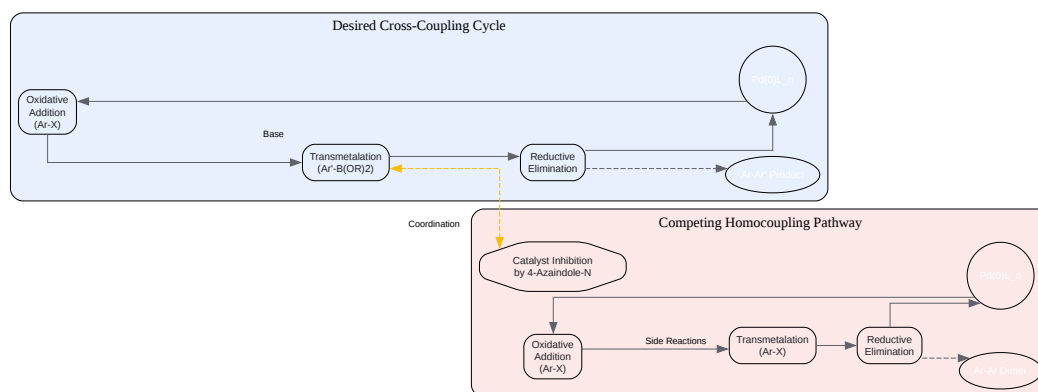 Desired Cross-Coupling Cycle
Pd(0)L_n
Oxidative
Addition
(Ar-X)
Base
Transmetalation
(Ar'-B(OR)2)
Reductive
Elimination
Ar-Ar' Product
Coordination
Competing Homocoupling Pathway
Catalyst Inhibition
by 4-Azaindole-N
Pd(0)L_n
Oxidative
Addition
(Ar-X)
Side Reactions
Transmetalation
(Ar-X)
Reductive
Elimination
Ar-Ar Dimer